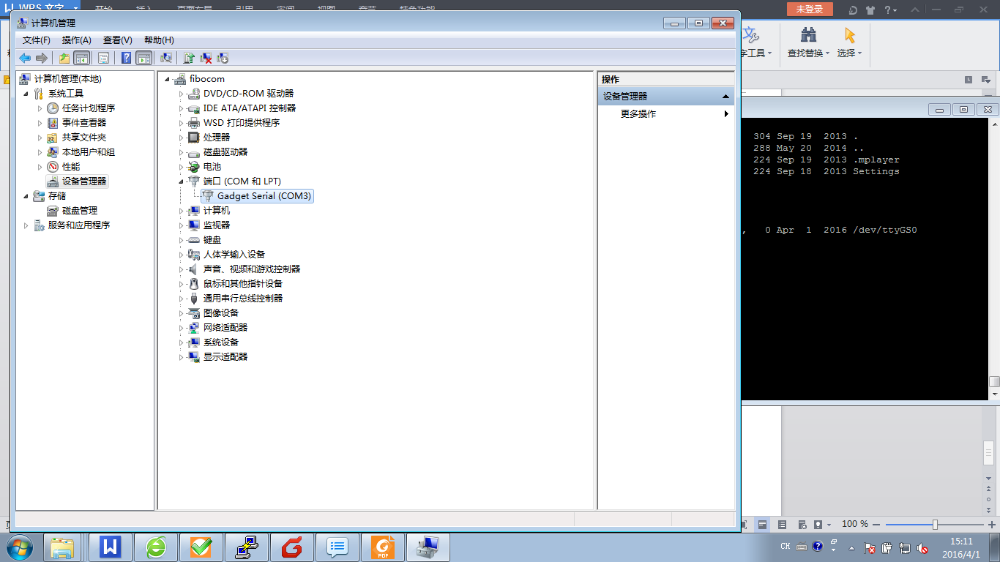 WPS 文字
未登录
计算机管理
文件(F) 操作(A) 查看(V) 帮助(H)
字工具 查找替换 选择
计算机管理(本地)
系统工具
任务计划程序
事件查看器
共享文件夹
本地用户和组
性能
设备管理器
存储
磁盘管理
服务和应用程序
fibocom
DVD/CD-ROM 驱动器
IDE ATA/ATAPI 控制器
WSD 打印提供程序
处理器
磁盘驱动器
电池
端口 (COM 和 LPT)
Gadget Serial (COM3)
计算机
监视器
键盘
人体学输入设备
声音、视频和游戏控制器
鼠标和其他指针设备
通用串行总线控制器
图像设备
网络适配器
系统设备
显示适配器
操作
设备管理器
更多操作
304 Sep 19 2013 .
288 May 20 2014 ..
224 Sep 19 2013 .mplayer
224 Sep 18 2013 Settings
, 0 Apr 1 2016 /dev/ttyGS0
100 %
PDF
CH
15:11
2016/4/1